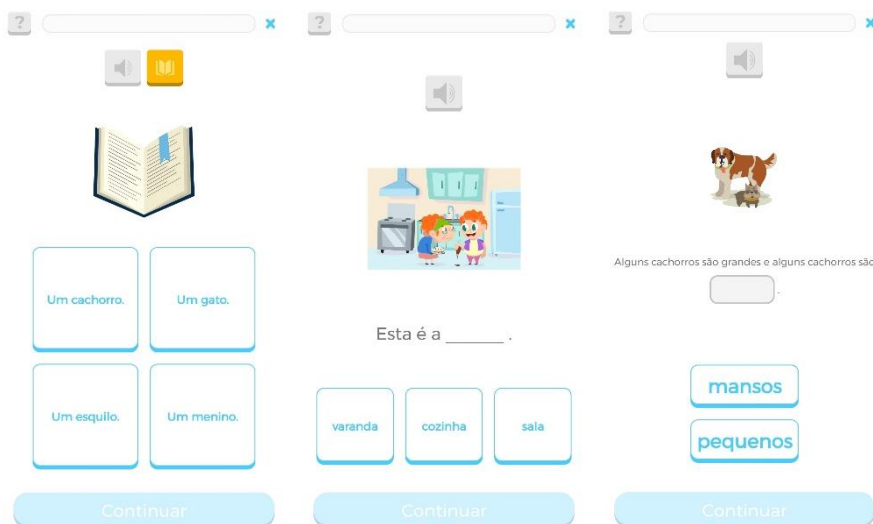 ?
Um cachorro.
Um gato.
Um esquilo.
Um menino.
Continuar
?
Esta é a ______ .
varanda
cozinha
sala
Continuar
?
Alguns cachorros são grandes e alguns cachorros são
.
mansos
pequenos
Continuar